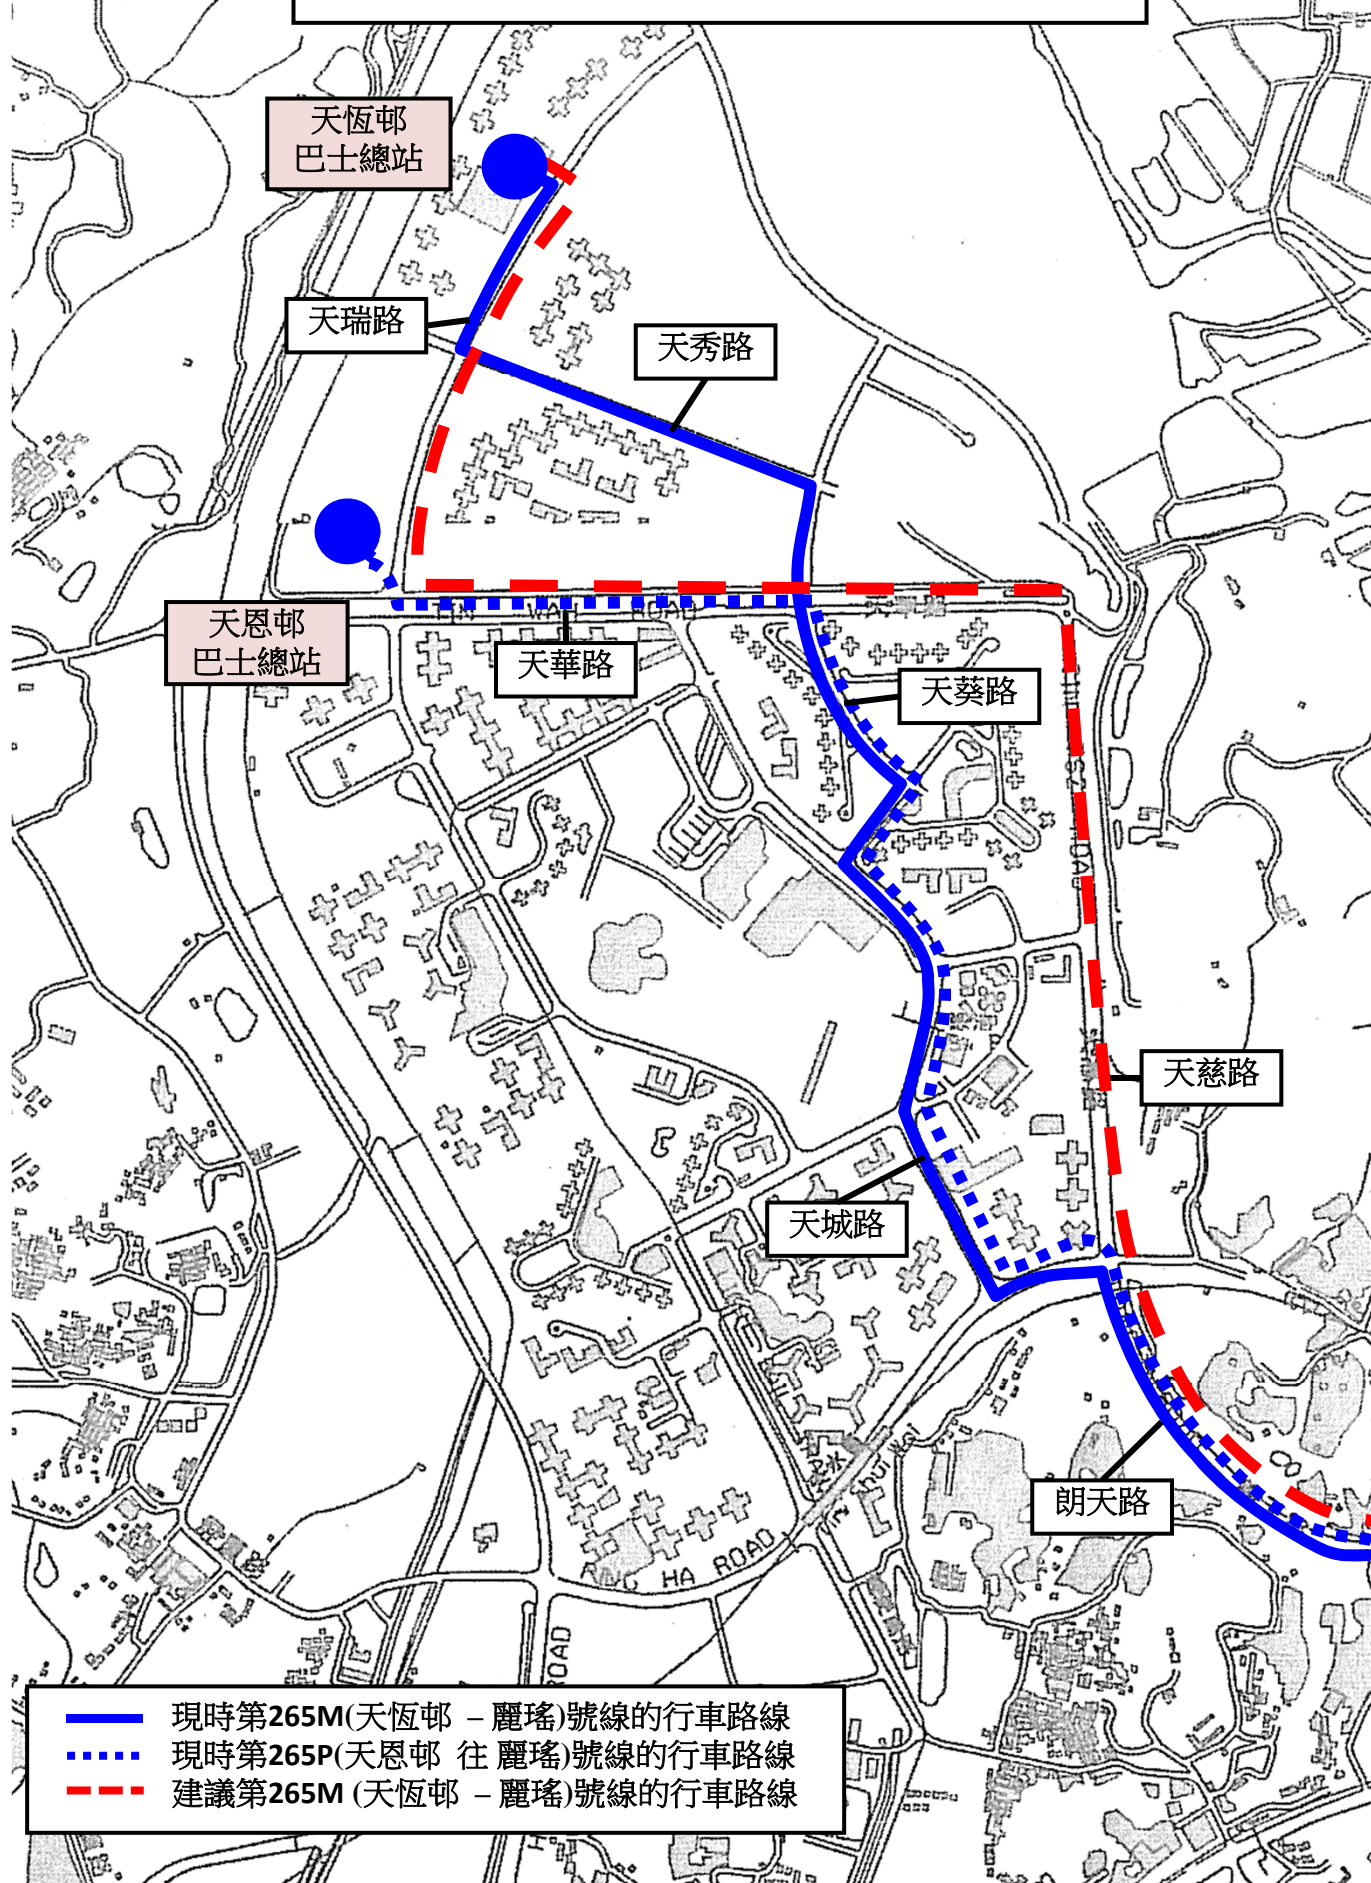 天恆邨
巴士總站
天瑞路
天秀路
天恩邨
巴士總站
WAH ROAD
天華路
天葵路
ROAD
天慈路
天城路
朗天路
HA ROAD
ROAD
現時第265M(天恆邨 – 麗瑤)號線的行車路線
現時第265P(天恩邨 往 麗瑤)號線的行車路線
建議第265M (天恆邨 – 麗瑤)號線的行車路線